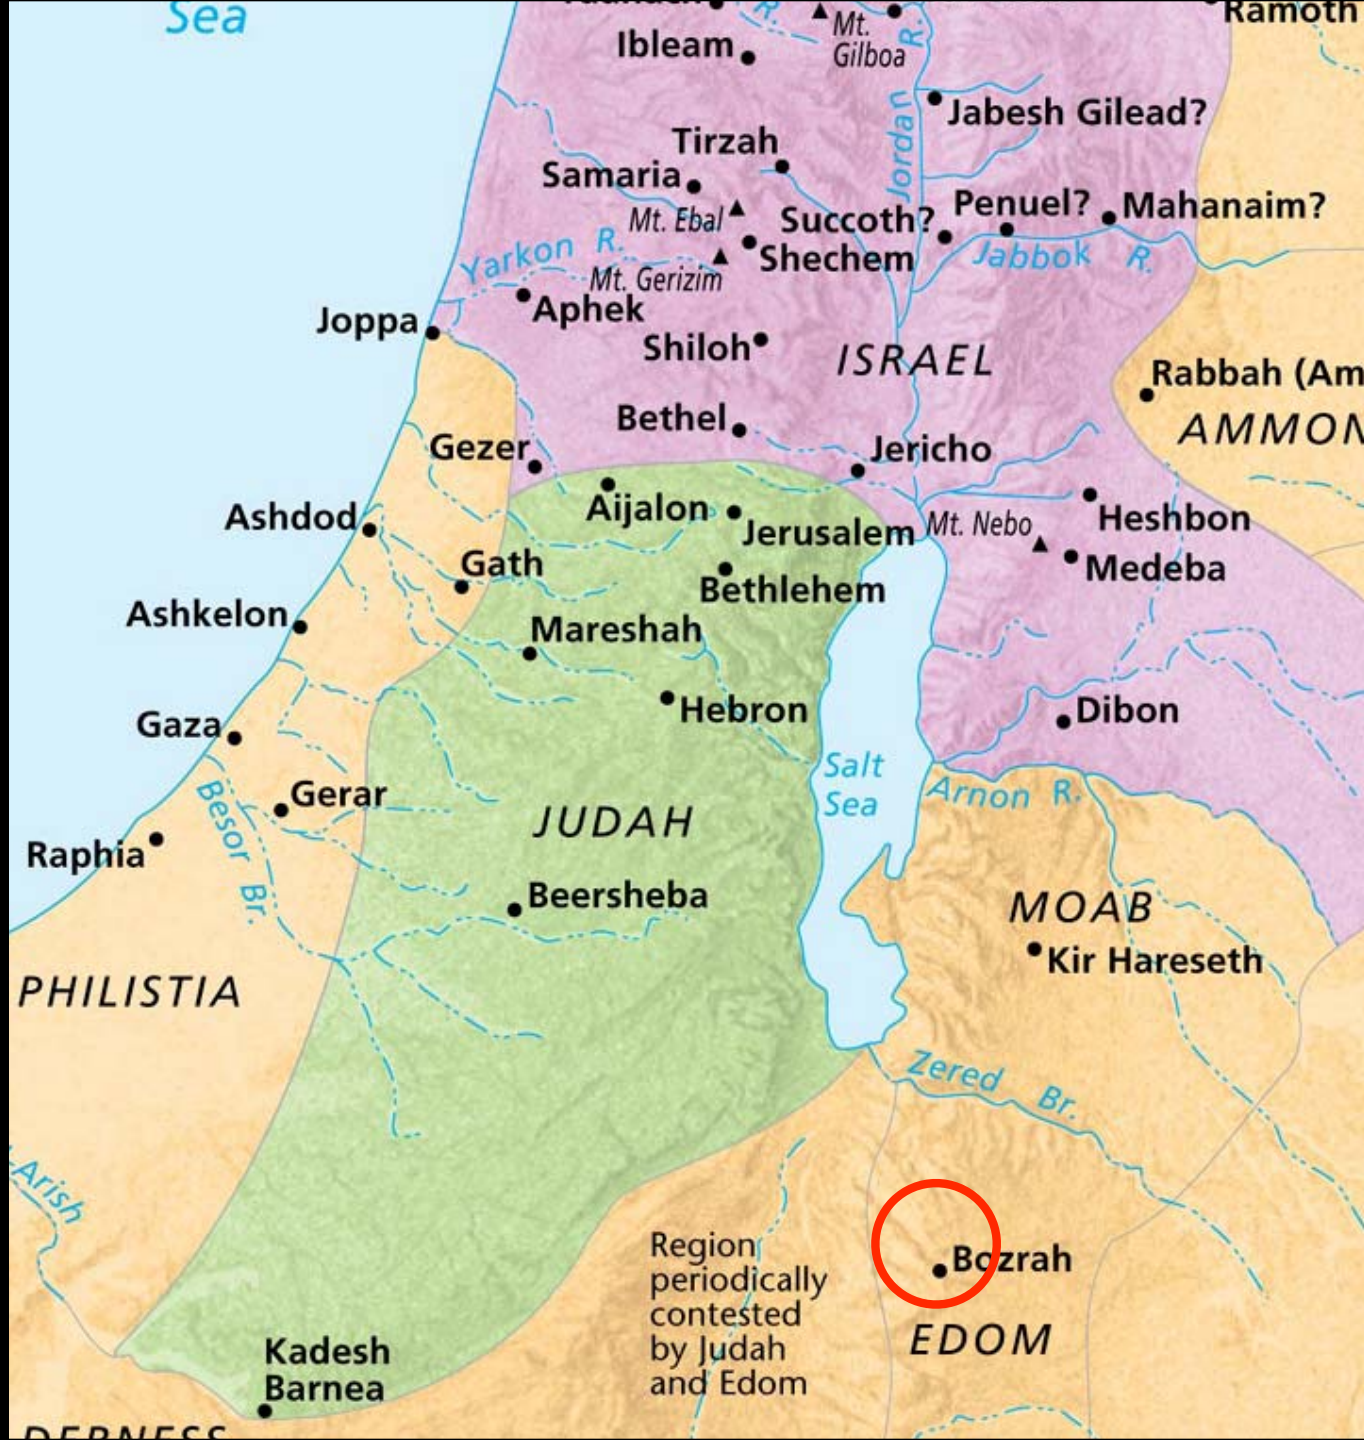 Sea
R.
Mt.
Gilboa
R.
Ramoth
Ibleam
Jordan
Jabesh Gilead?
Tirzah
Samaria
Mt. Ebal
Succoth?
Penuel?
Mahanaim?
Yarkon R.
Shechem
Jabbok R.
Mt. Gerizim
Aphek
Joppa
Shiloh
ISRAEL
Rabbah (Am
AMMON
Bethel
Gezer
Jericho
Aijalon
Ashdod
Jerusalem
Mt. Nebo
Heshbon
Gath
Medeba
Bethlehem
Ashkelon
Mareshah
Hebron
Dibon
Gaza
Salt
Sea
Gerar
Arnon R.
Besor Br.
JUDAH
Raphia
Beersheba
MOAB
Kir Hareseth
PHILISTIA
Zered Br.
Arish
Region
periodically
contested
by Judah
and Edom
Bozrah
EDOM
Kadesh
Barnea